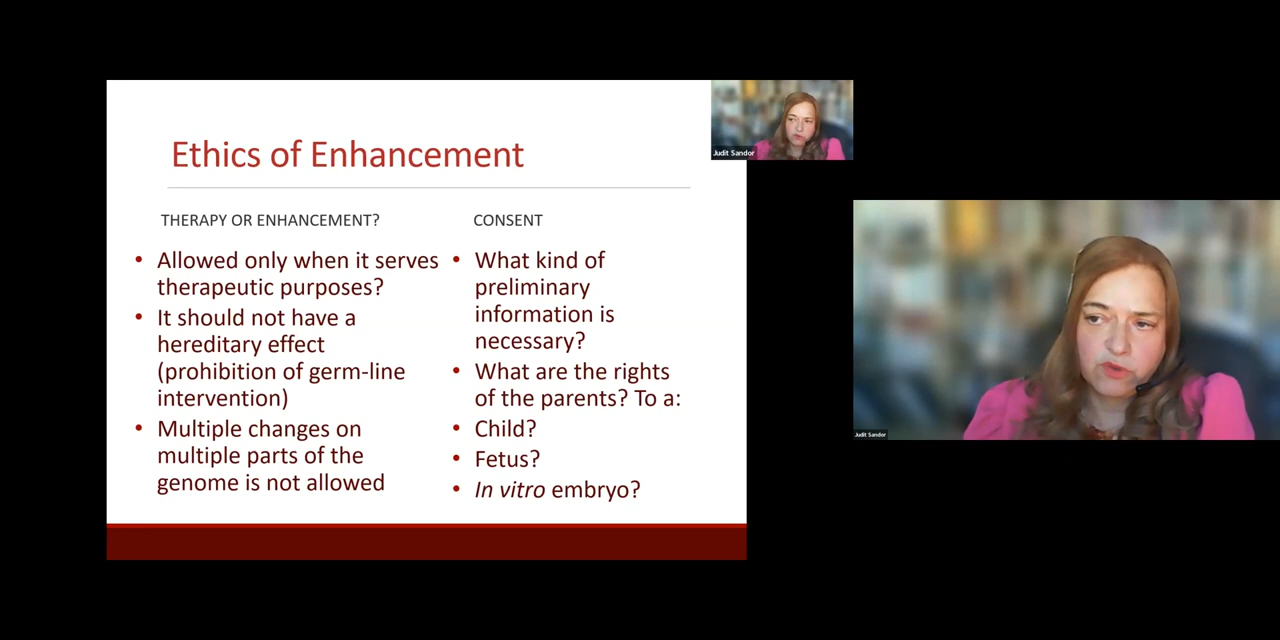 Ethics of Enhancement
THERAPY OR ENHANCEMENT?
• Allowed only when it serves
therapeutic purposes?
• It should not have a
hereditary effect
(prohibition of germ-line
intervention)
• Multiple changes on
multiple parts of the
genome is not allowed
CONSENT
• What kind of
preliminary
information is
necessary?
• What are the rights
of the parents? To a:
• Child?
• Fetus?
• In vitro embryo?
Judit Sandor
Judit Sandor